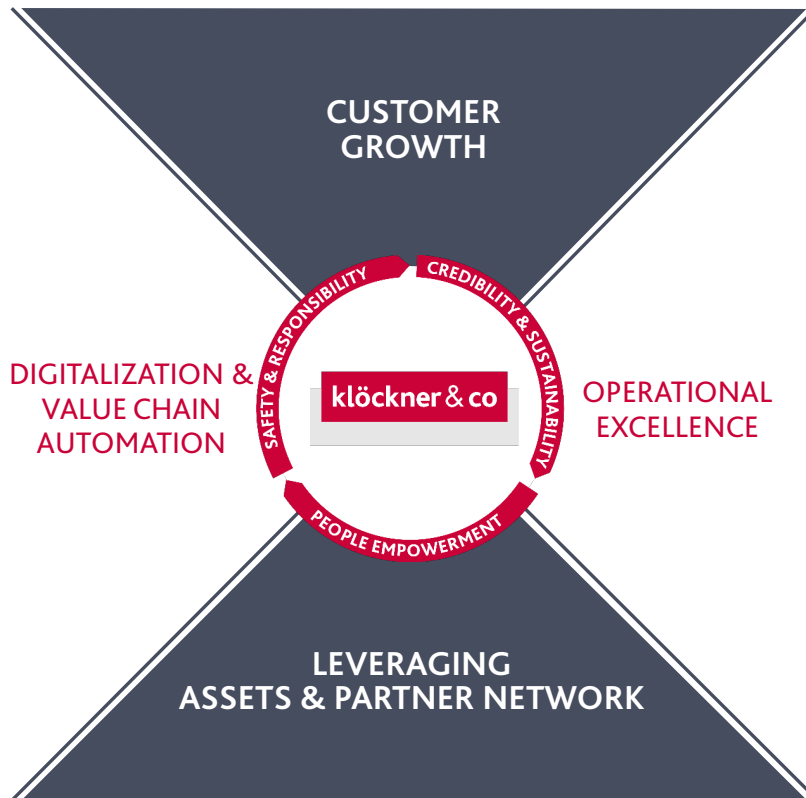 CUSTOMER
GROWTH
SAFETY & RESPONSIBILITY
CREDIBILITY & SUSTAINABILITY
DIGITALIZATION &
VALUE CHAIN
AUTOMATION
klöckner & co
OPERATIONAL
EXCELLENCE
PEOPLE EMPOWERMENT
LEVERAGING
ASSETS & PARTNER NETWORK